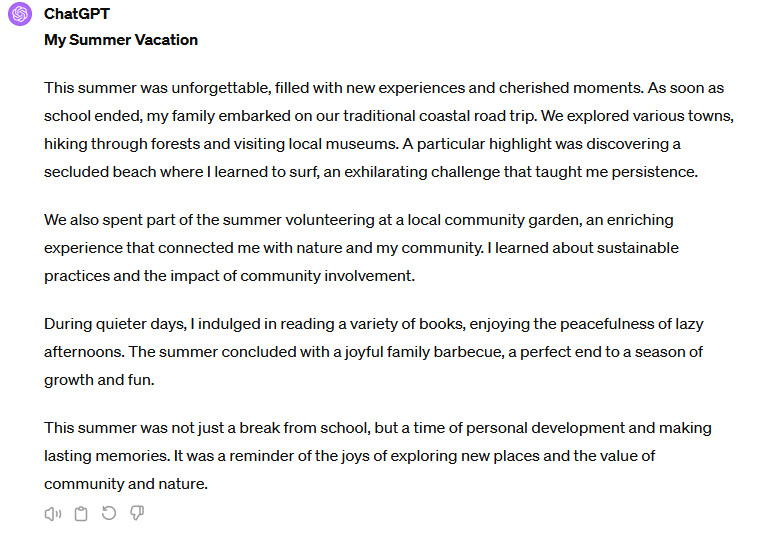 ChatGPT
My Summer Vacation
This summer was unforgettable, filled with new experiences and cherished moments. As soon as
school ended, my family embarked on our traditional coastal road trip. We explored various towns,
hiking through forests and visiting local museums. A particular highlight was discovering a
secluded beach where I learned to surf, an exhilarating challenge that taught me persistence.
We also spent part of the summer volunteering at a local community garden, an enriching
experience that connected me with nature and my community. I learned about sustainable
practices and the impact of community involvement.
During quieter days, I indulged in reading a variety of books, enjoying the peacefulness of lazy
afternoons. The summer concluded with a joyful family barbecue, a perfect end to a season of
growth and fun.
This summer was not just a break from school, but a time of personal development and making
lasting memories. It was a reminder of the joys of exploring new places and the value of
community and nature.